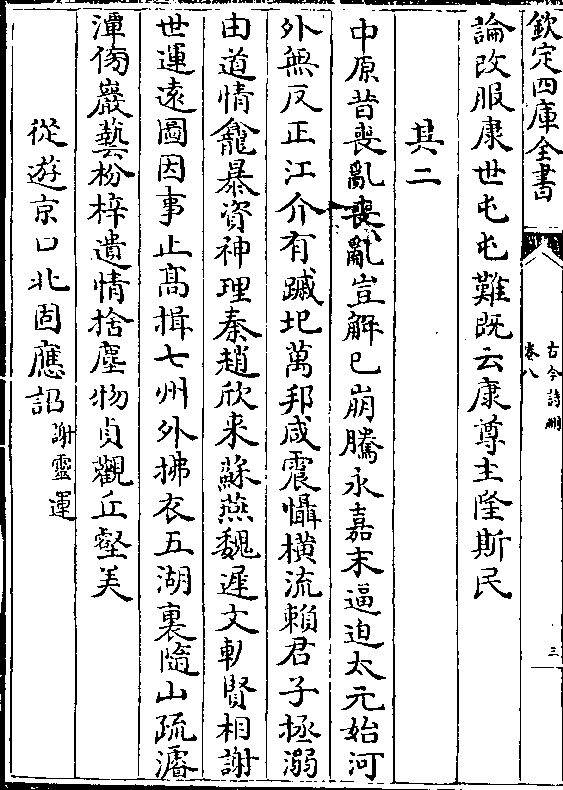 欽定四庫全書
古今詩刪
卷八
三
論改服康世屯屯難既云康尊主隆斯民
其二
中原昔喪亂喪亂豈解已崩騰永嘉末逼迫太元始河
外無反正江介有蹙圮萬邦咸震懾横流賴君子拯溺
由道情龕暴資神理秦趙欣来蘇燕魏遲文軌賢相謝
世運遠圖因事止髙揖七州外拂衣五湖裏隨山疏濬
潭傍巖藝枌梓遺情捨塵物貞觀丘壑美
從遊京口北固應詔 謝靈運